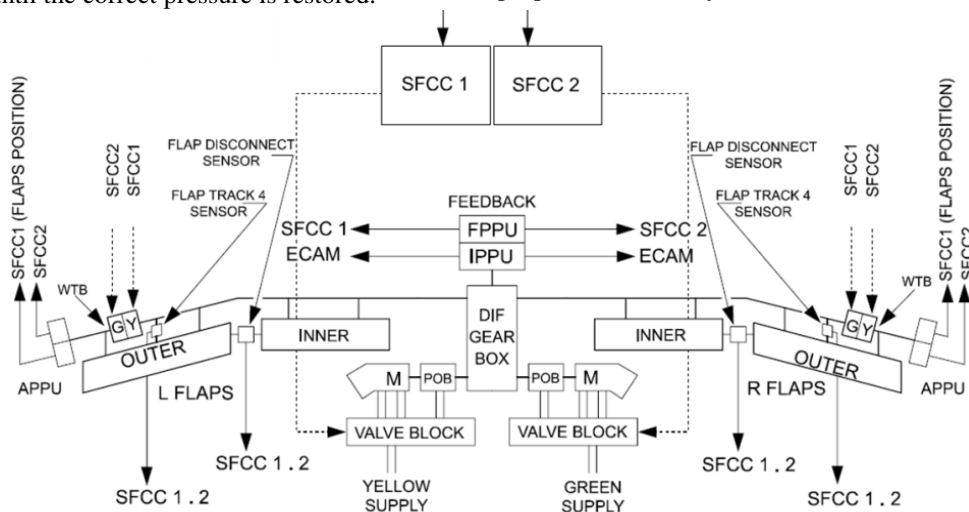 until the correct pressure is restored.
SFCC 1
SFCC 2
SFCC1 (FLAPS POSITION)
SFCC2
SFCC2
SFCC1
FLAP DISCONNECT
SENSOR
FLAP TRACK 4
SENSOR
FLAP DISCONNECT
SENSOR
FLAP TRACK 4
SENSOR
SFCC1
SFCC2
SFCC1 (FLAPS POSITION)
SFCC2
FEEDBACK
SFCC 1
FPPU
SFCC 2
ECAM
IPPU
ECAM
WTB
G Y
OUTER
INNER
DIF
GEAR
BOX
INNER
G Y
WTB
OUTER
APPU
L FLAPS
M
POB
POB
M
R FLAPS
APPU
VALVE BLOCK
VALVE BLOCK
SFCC 1 . 2
SFCC 1 . 2
YELLOW
SUPPLY
GREEN
SUPPLY
SFCC 1 . 2
SFCC 1 . 2